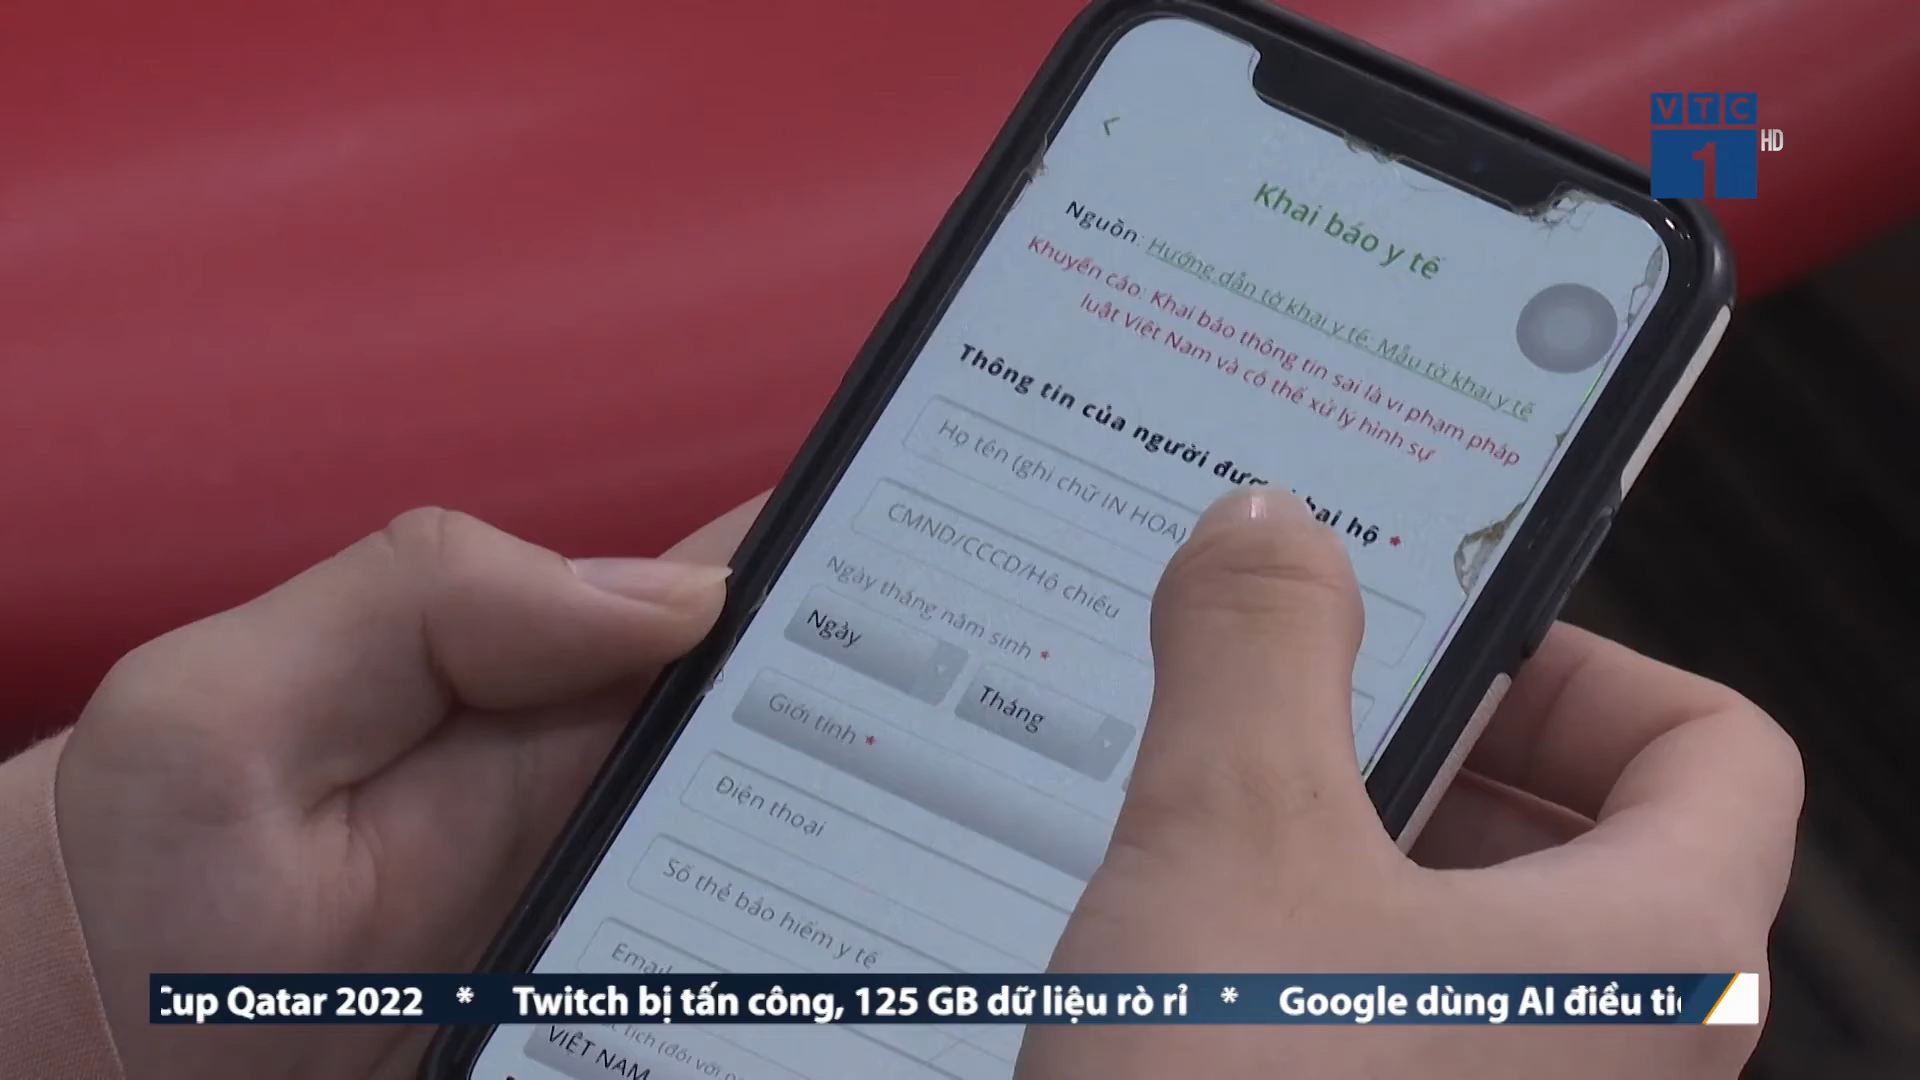 VTC
1
HD
Khai báo y tế
Nguồn: Hướng dẫn tờ khai y tế; Mẫu tờ khai y tế
Khuyến cáo: Khai báo thông tin sai là vi phạm pháp
luật Việt Nam và có thể xử lý hình sự
Thông tin của người hộ *
Họ tên (ghi chữ IN HOA)
CMND/CCCD/Hộ chiếu
Ngày tháng năm sinh *
Ngày
Tháng
Giới tính *
Điện thoại
Số thẻ bảo hiểm y tế
Email
Cup Qatar 2022 * Twitch bị tấn công, 125 GB dữ liệu rò rỉ * Google dùng AI điều
tịch (đối với
VIỆT NAM